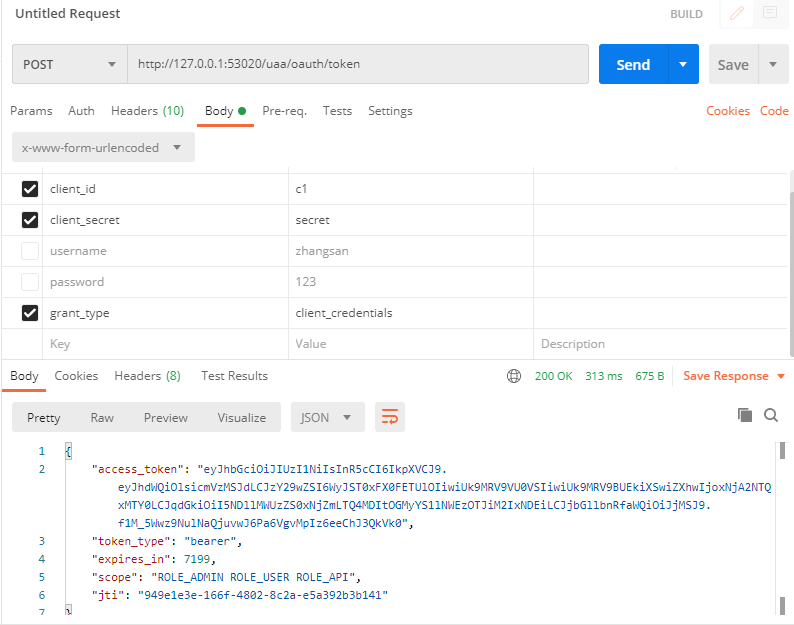 Untitled Request BUILD
POST http://127.0.0.1:53020/uaa/oauth/token Send Save
Params Auth Headers (10) Body Pre-req. Tests Settings Cookies Code
x-www-form-urlencoded
client_id c1
client_secret secret
username zhangsan
password 123
grant_type client_credentials
Key Value Description
Body Cookies Headers (8) Test Results 200 OK 313 ms 675 B Save Response
Pretty Raw Preview Visualize JSON
1 {
2 "access_token": "eyJhbGciOiJIUzI1NiIsInR5cCI6IkpXVCJ9.
eyJhdWQiOlsicmVzMSJdLCJzY29wZSI6WyJST0xFX0FETUlOIiwiUk9MRV9VU0VSIiwiUk9MRV9BUEkiXSwiZXhwIjoxNjA2NTQ
xMTY0LCJqdGkiOiI5NDllMWUzZS0xNjZmLTQ4MDItOGMyYS1lNWEzOTJiM2IxNDEiLCJjbGllbnRfaWQiOiJjMSJ9.
f1M_5Wwz9NulNaQjuvwJ6Pa6VgvMpIz6eeChJ3QkVk0",
3 "token_type": "bearer",
4 "expires_in": 7199,
5 "scope": "ROLE_ADMIN ROLE_USER ROLE_API",
6 "jti": "949e1e3e-166f-4802-8c2a-e5a392b3b141"
7 }